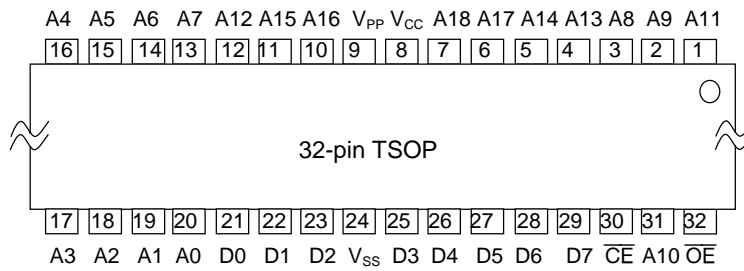 A4 A5 A6 A7 A12 A15 A16 VPP VCC A18 A17 A14 A13 A8 A9 A11
16 15 14 13 12 11 10 9 8 7 6 5 4 3 2 1
32-pin TSOP
17 18 19 20 21 22 23 24 25 26 27 28 29 30 31 32
A3 A2 A1 A0 D0 D1 D2 VSS D3 D4 D5 D6 D7 C̅E̅ A10 O̅E̅